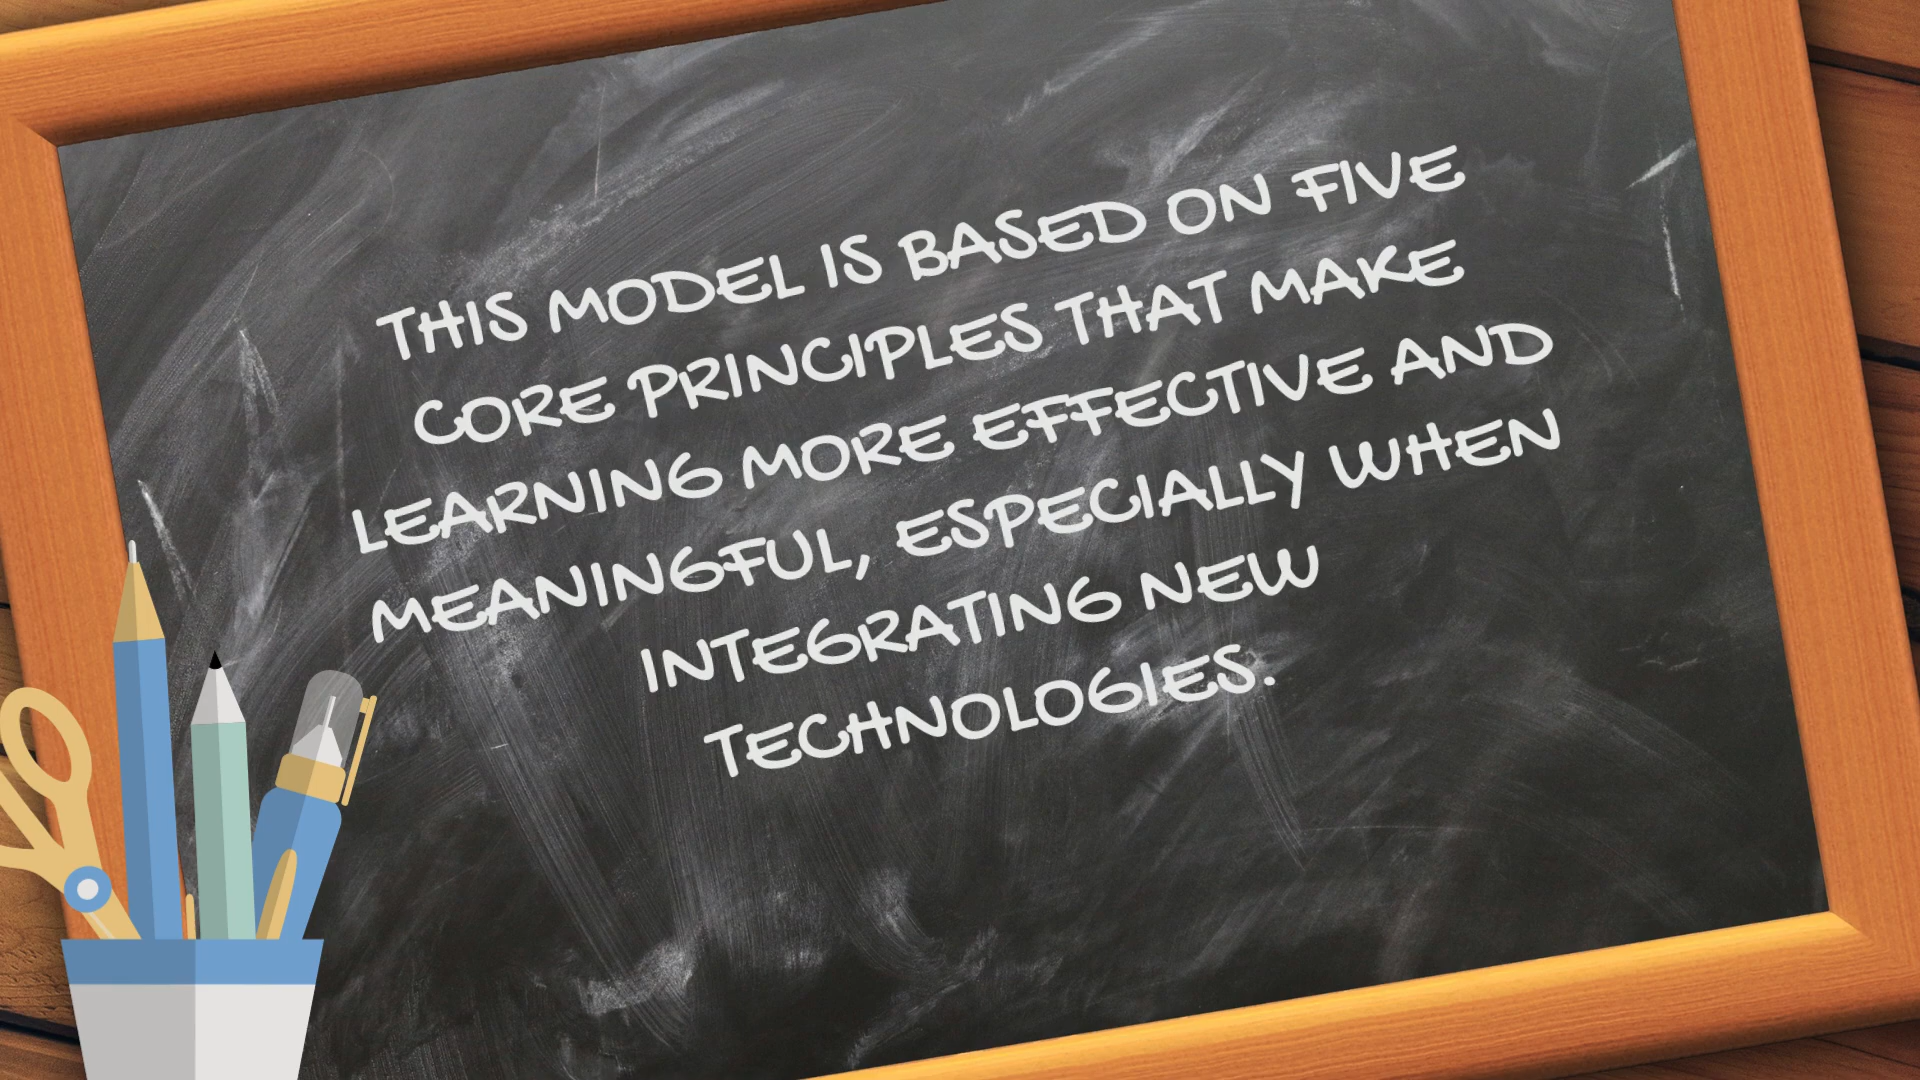 THIS MODEL IS BASED ON FIVE
CORE PRINCIPLES THAT MAKE
LEARNING MORE EFFECTIVE AND
MEANINGFUL, ESPECIALLY WHEN
INTEGRATING NEW
TECHNOLOGIES.